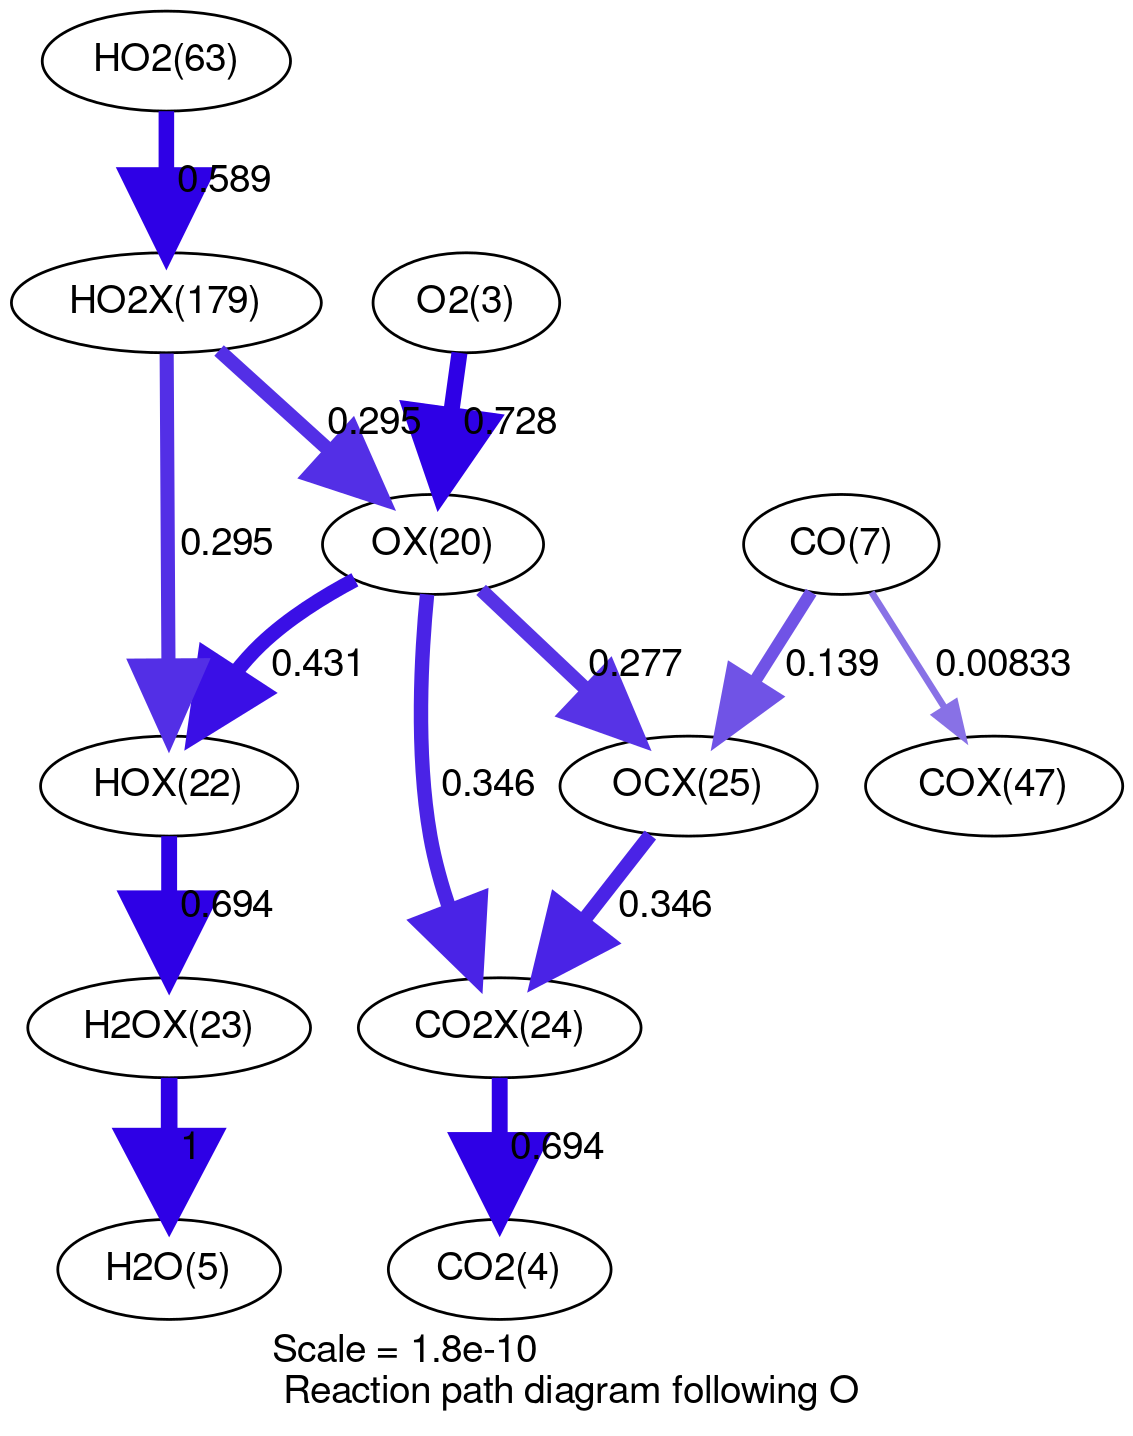 HO2(63)
0.589
HO2X(179)
O2(3)
0.295
0.728
0.295
OX(20)
CO(7)
0.431
0.277
0.139
0.00833
HOX(22)
0.346
OCX(25)
COX(47)
0.694
0.346
H2OX(23)
CO2X(24)
1
0.694
H2O(5)
CO2(4)
Scale = 1.8e-10
Reaction path diagram following O